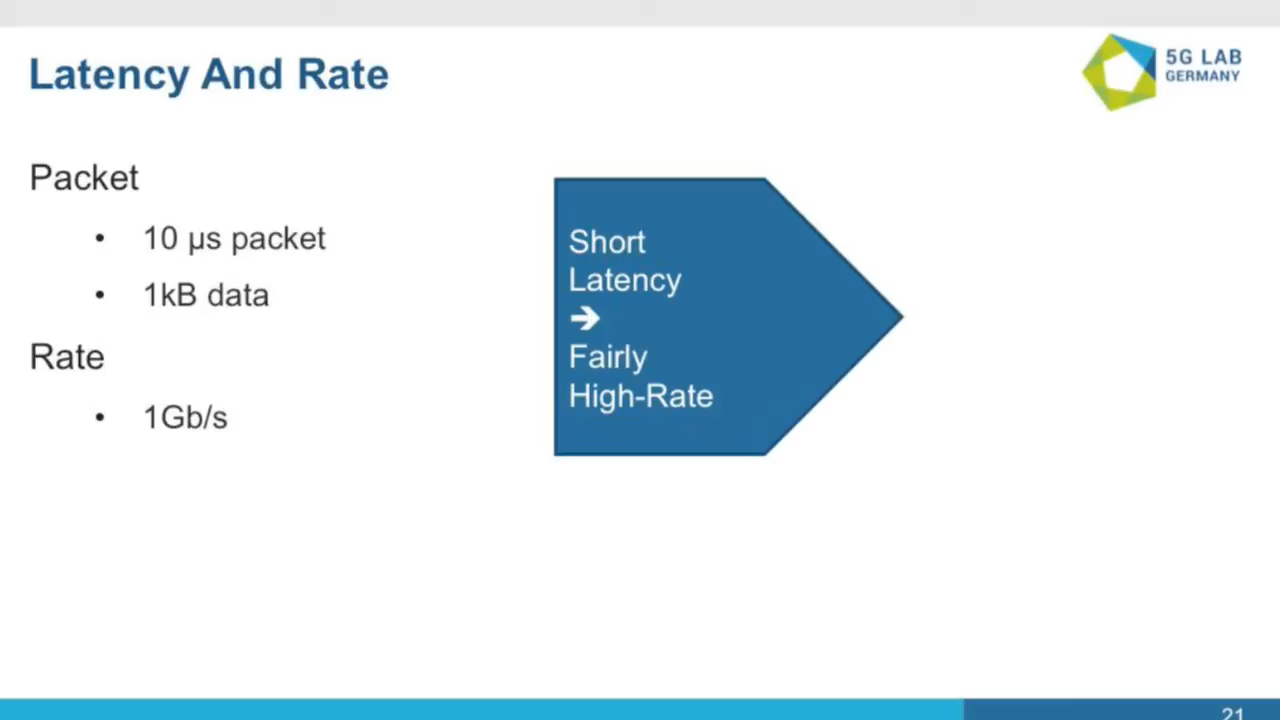 Latency And Rate
5G LAB
GERMANY
Packet
• 10 µs packet
• 1kB data
Rate
• 1Gb/s
Short
Latency
➔
Fairly
High-Rate
21